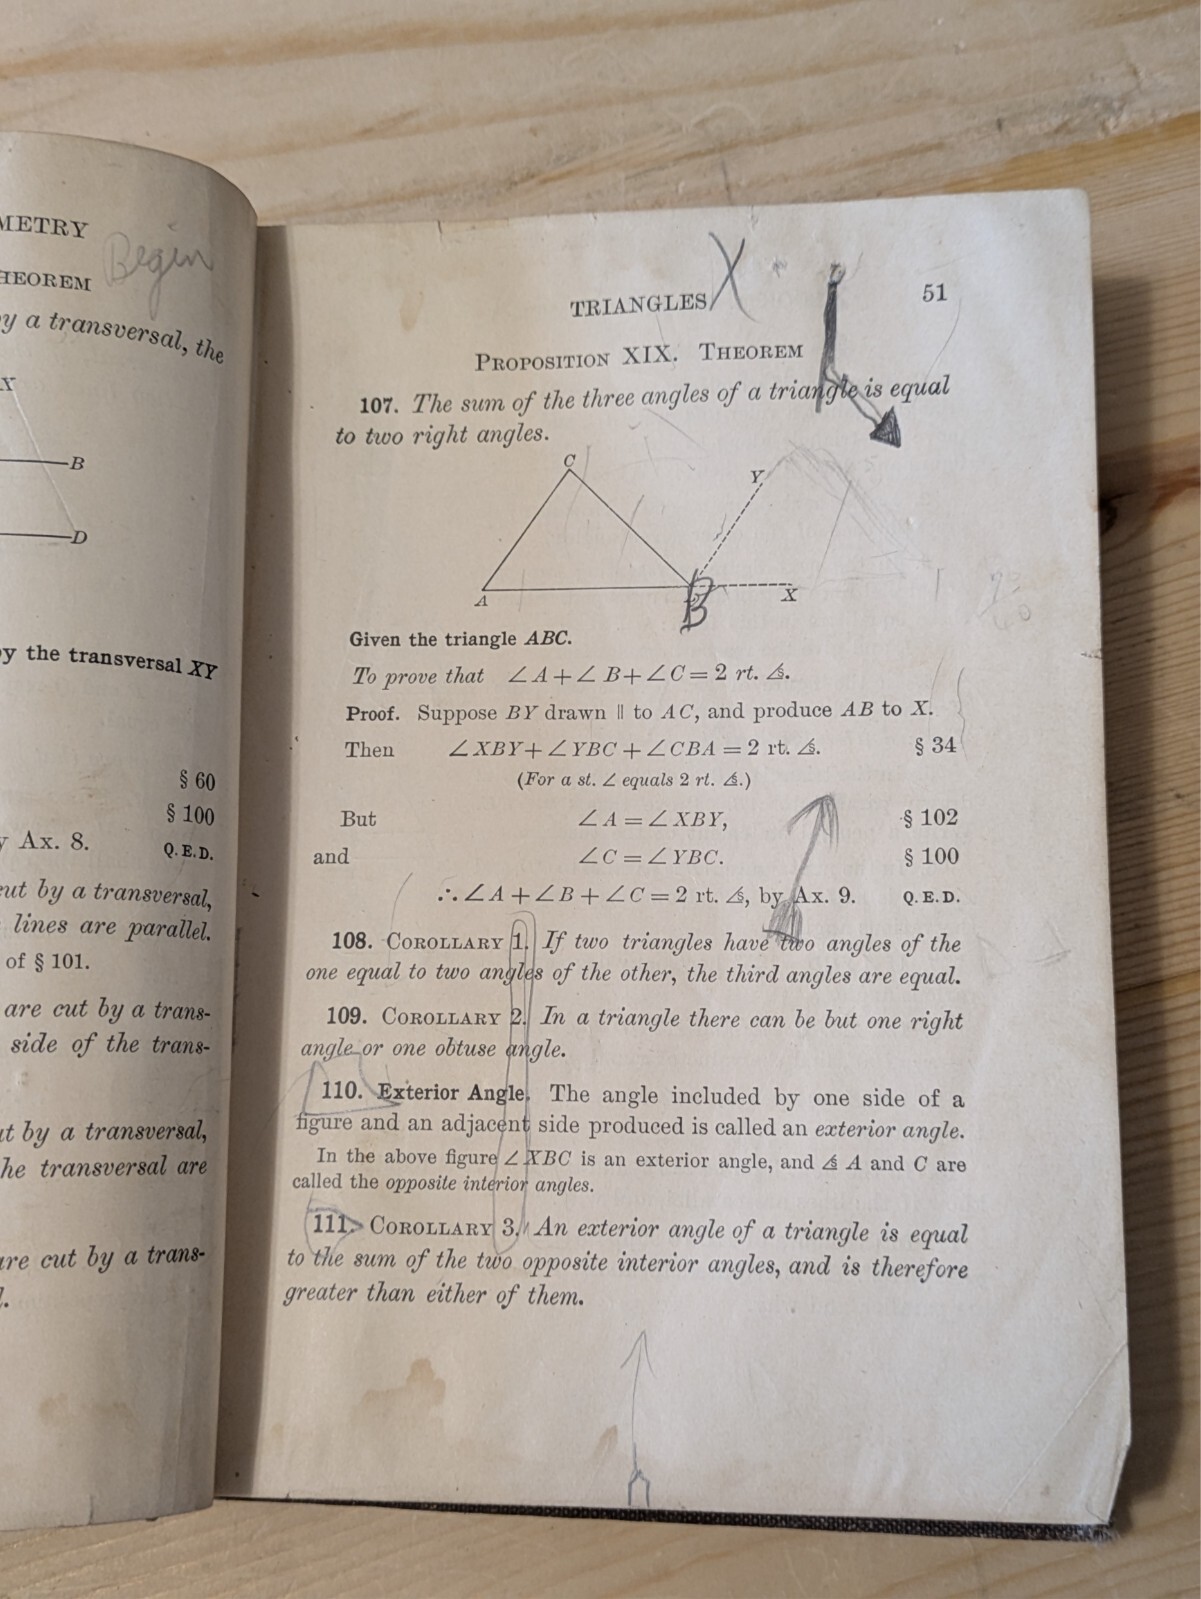 METRY
Begin
HEOREM
y a transversal, the
X
B
D
y the transversal XY
§ 60
§ 100
y Ax. 8.
Q.E.D.
cut by a transversal,
lines are parallel.
of § 101.
are cut by a trans-
side of the trans-
ut by a transversal,
he transversal are
are cut by a trans-
l.
TRIANGLES X
51
PROPOSITION XIX. THEOREM
107. The sum of the three angles of a triangle is equal
to two right angles.
C
Y
A
B
X
Given the triangle ABC.
To prove that ∠A + ∠B + ∠C = 2 rt. ∠s.
Proof. Suppose BY drawn ∥ to AC, and produce AB to X.
Then ∠XBY + ∠YBC + ∠CBA = 2 rt. ∠s. § 34
(For a st. ∠ equals 2 rt. ∠s.)
But ∠A = ∠XBY, § 102
and ∠C = ∠YBC. § 100
∴ ∠A + ∠B + ∠C = 2 rt. ∠s, by Ax. 9. Q.E.D.
108. COROLLARY 1. If two triangles have two angles of the
one equal to two angles of the other, the third angles are equal.
109. COROLLARY 2. In a triangle there can be but one right
angle or one obtuse angle.
110. Exterior Angle. The angle included by one side of a
figure and an adjacent side produced is called an exterior angle.
In the above figure ∠XBC is an exterior angle, and ∠s A and C are
called the opposite interior angles.
111. COROLLARY 3. An exterior angle of a triangle is equal
to the sum of the two opposite interior angles, and is therefore
greater than either of them.